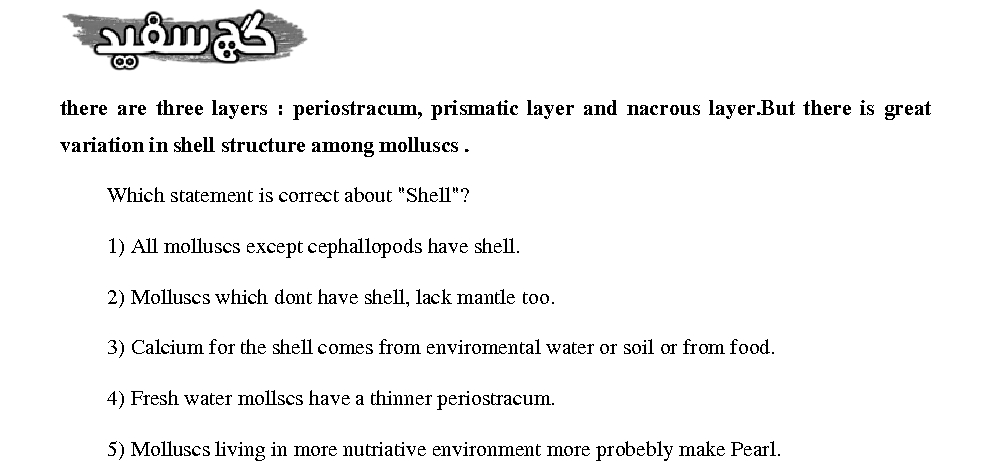 گچ سفید
there are three layers : periostracum, prismatic layer and nacrous layer.But there is great
variation in shell structure among molluscs .
Which statement is correct about "Shell"?
1) All molluscs except cephallopods have shell.
2) Molluscs which dont have shell, lack mantle too.
3) Calcium for the shell comes from enviromental water or soil or from food.
4) Fresh water mollscs have a thinner periostracum.
5) Molluscs living in more nutriative environment more probebly make Pearl.